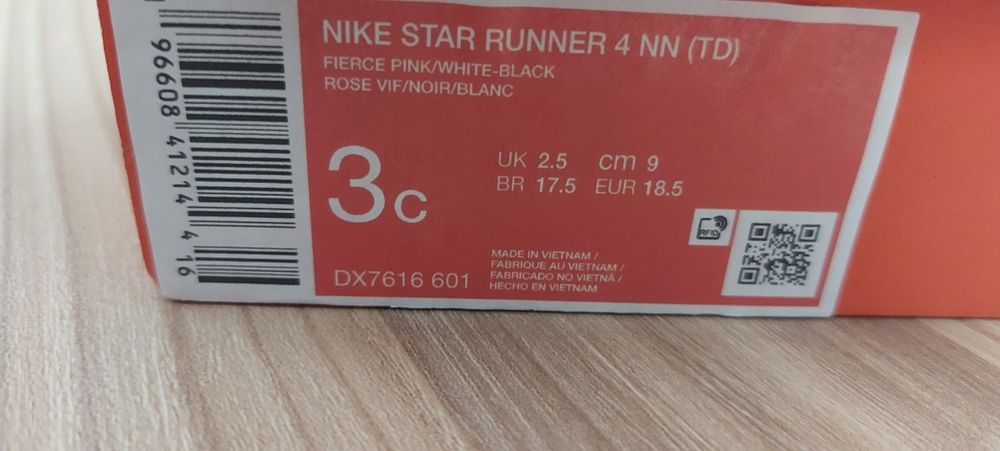 NIKE STAR RUNNER 4 NN (TD)
FIERCE PINK/WHITE-BLACK
ROSE VIF/NOIR/BLANC
3C
UK 2.5 cm 9
BR 17.5 EUR 18.5
RFID
DX7616 601
MADE IN VIETNAM /
FABRIQUE AU VIETNAM /
FABRICADO NO VIETNÃ /
HECHO EN VIETNAM
96608 41214 4 16